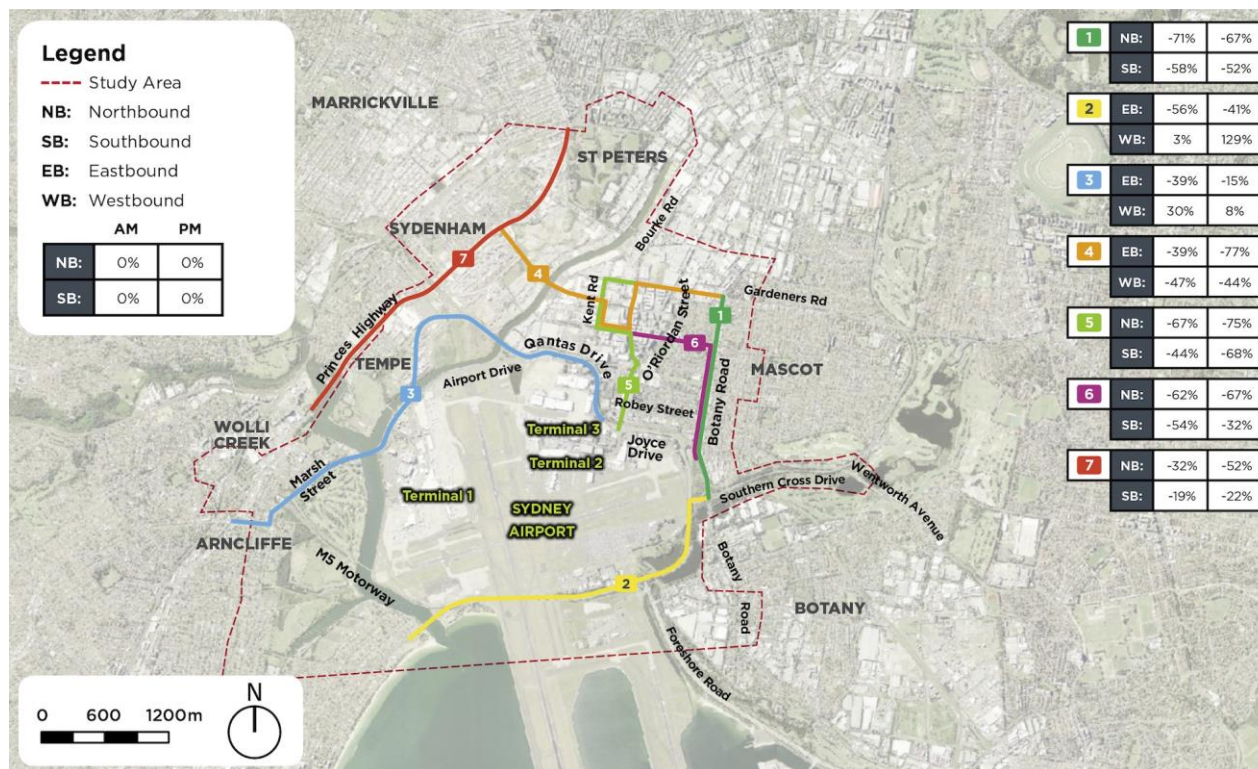 Legend
Study Area
NB: Northbound
SB: Southbound
EB: Eastbound
WB: Westbound
AM PM
NB: 0% 0%
SB: 0% 0%
MARRICKVILLE
ST PETERS
SYDENHAM
Bourke Rd
7
4
Kent Rd
O'Riordan Street
Gardeners Rd
1
Princes Highway
TEMPE
Qantas Drive
6
Airport Drive
5
MASCOT
3
Botany Road
Robey Street
WOLLI
CREEK
Terminal 3
Joyce
Drive
Terminal 2
Marsh
Street
Terminal 1
Southern Cross Drive
Wentworth Avenue
SYDNEY
AIRPORT
ARNCLIFFE
M5 Motorway
2
Botany
Road
BOTANY
Foreshore Road
0 600 1200m
N
1 NB: -71% -67%
SB: -58% -52%
2 EB: -56% -41%
WB: 3% 129%
3 EB: -39% -15%
WB: 30% 8%
4 EB: -39% -77%
WB: -47% -44%
5 NB: -67% -75%
SB: -44% -68%
6 NB: -62% -67%
SB: -54% -32%
7 NB: -32% -52%
SB: -19% -22%